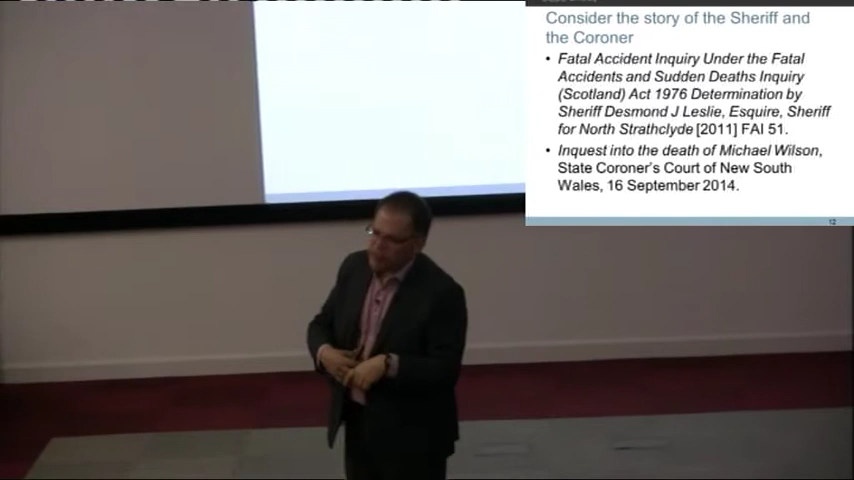 Consider the story of the Sheriff and
the Coroner
• Fatal Accident Inquiry Under the Fatal
Accidents and Sudden Deaths Inquiry
(Scotland) Act 1976 Determination by
Sheriff Desmond J Leslie, Esquire, Sheriff
for North Strathclyde [2011] FAI 51.
• Inquest into the death of Michael Wilson,
State Coroner's Court of New South
Wales, 16 September 2014.
12